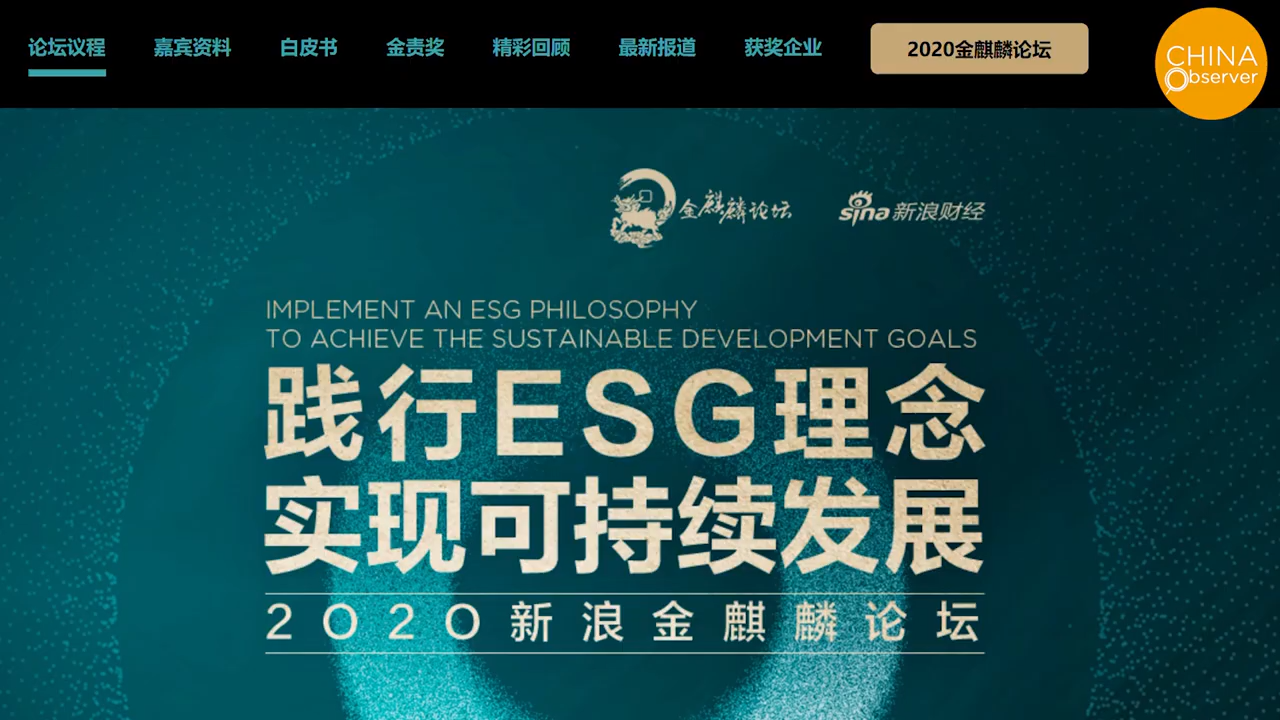 论坛议程 嘉宾资料 白皮书 金责奖 精彩回顾 最新报道 获奖企业 2020金麒麟论坛
CHINA
Observer
金麒麟论坛 sina新浪财经
IMPLEMENT AN ESG PHILOSOPHY
TO ACHIEVE THE SUSTAINABLE DEVELOPMENT GOALS
践行ESG理念
实现可持续发展
2020新浪金麒麟论坛